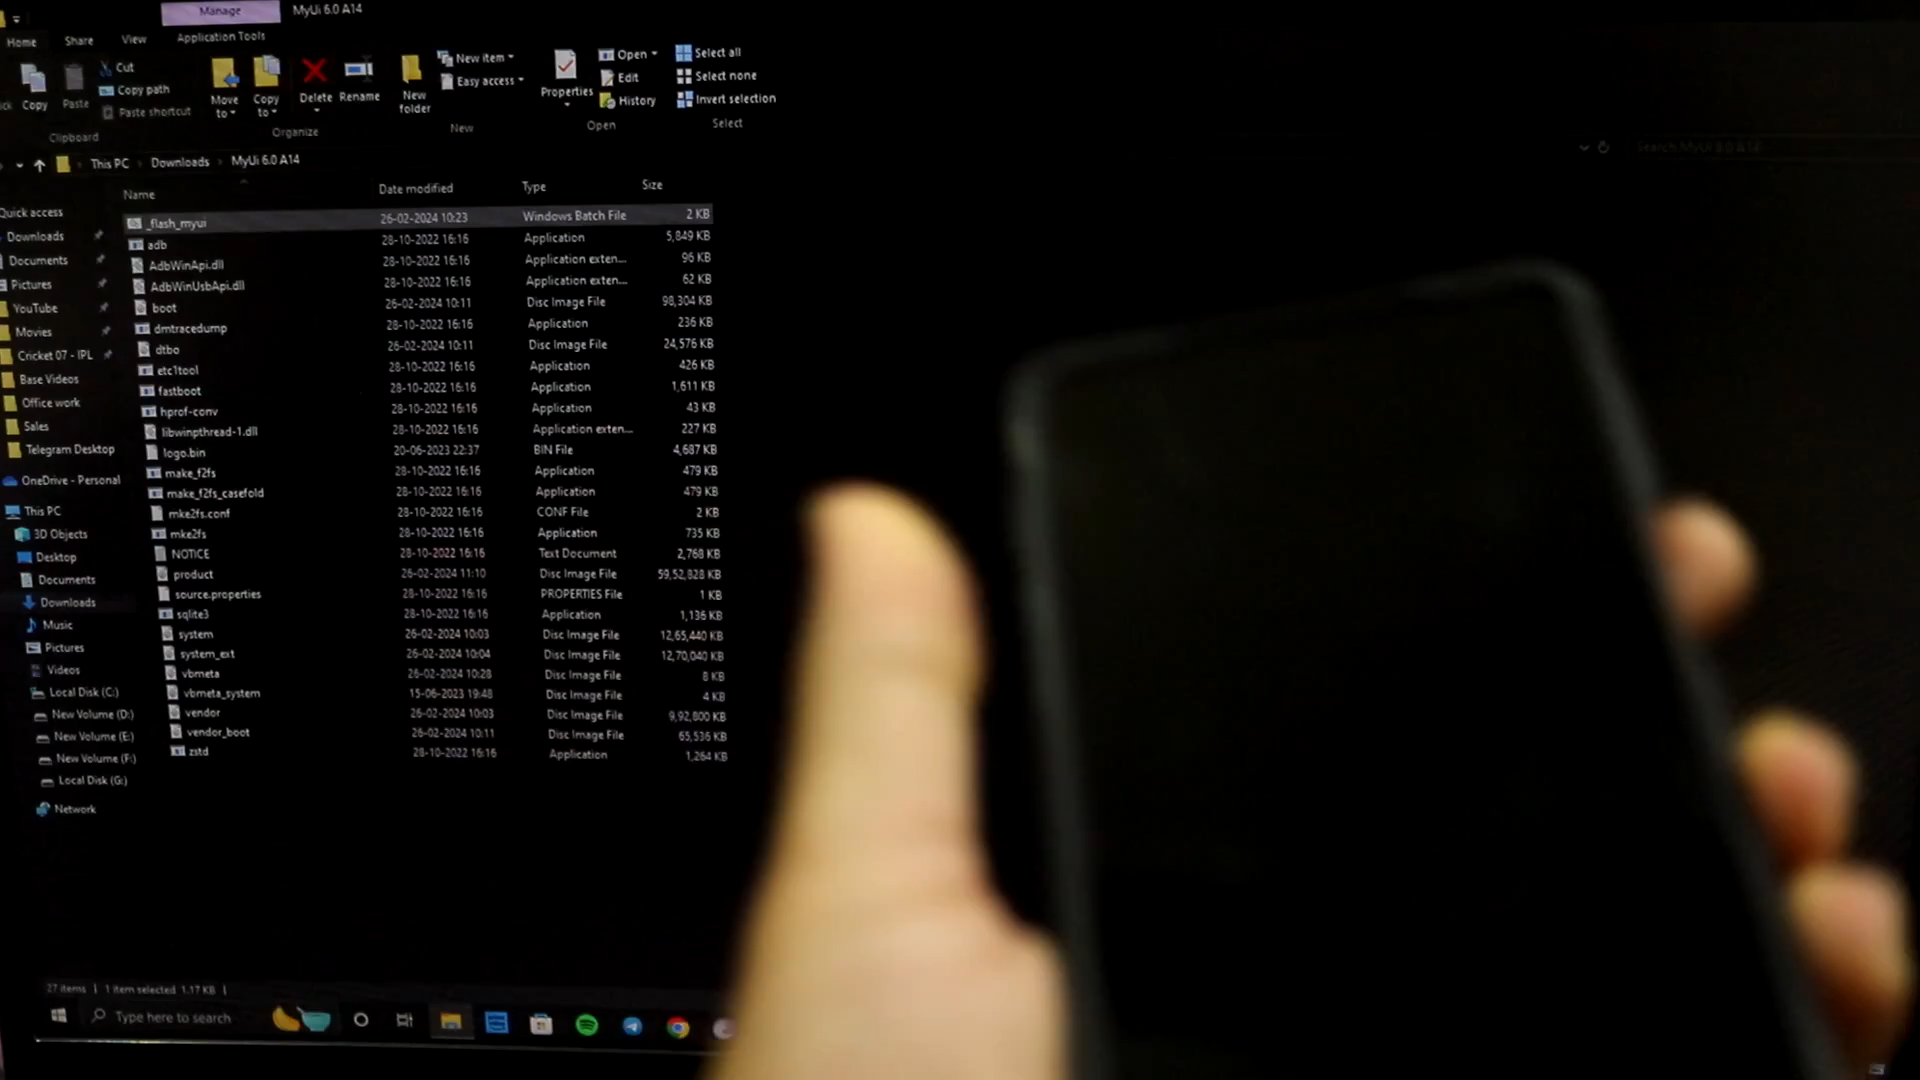 Manage MyUi 6.0 A14
Home Share View Application Tools
Copy Paste Cut
Copy path
Paste shortcut
Move to Copy to Delete Rename New folder
New item
Easy access
Properties Open
Edit
History
Select all
Select none
Invert selection
Clipboard Organize New Open Select
This PC Downloads MyUi 6.0 A14 Search MyUi 6.0 A14
Name Date modified Type Size
_flash_myui 26-02-2024 10:23 Windows Batch File 2 KB
adb 28-10-2022 16:16 Application 5,849 KB
AdbWinApi.dll 28-10-2022 16:16 Application exten... 96 KB
AdbWinUsbApi.dll 28-10-2022 16:16 Application exten... 62 KB
boot 26-02-2024 10:11 Disc Image File 98,304 KB
dmtracedump 28-10-2022 16:16 Application 236 KB
dtbo 26-02-2024 10:11 Disc Image File 24,576 KB
etc1tool 28-10-2022 16:16 Application 426 KB
fastboot 28-10-2022 16:16 Application 1,611 KB
hprof-conv 28-10-2022 16:16 Application 43 KB
libwinpthread-1.dll 28-10-2022 16:16 Application exten... 227 KB
logo.bin 20-06-2023 22:37 BIN File 4,687 KB
make_f2fs 28-10-2022 16:16 Application 479 KB
make_f2fs_casefold 28-10-2022 16:16 Application 479 KB
mke2fs.conf 28-10-2022 16:16 CONF File 2 KB
mke2fs 28-10-2022 16:16 Application 735 KB
NOTICE 28-10-2022 16:16 Text Document 2,768 KB
product 26-02-2024 11:10 Disc Image File 59,52,828 KB
source.properties 28-10-2022 16:16 PROPERTIES File 1 KB
sqlite3 28-10-2022 16:16 Application 1,136 KB
system 26-02-2024 10:03 Disc Image File 12,65,440 KB
system_ext 26-02-2024 10:04 Disc Image File 12,70,040 KB
vbmeta 26-02-2024 10:28 Disc Image File 8 KB
vbmeta_system 15-06-2023 19:48 Disc Image File 4 KB
vendor 26-02-2024 10:03 Disc Image File 9,92,800 KB
vendor_boot 26-02-2024 10:11 Disc Image File 65,536 KB
zstd 28-10-2022 16:16 Application 1,264 KB
Quick access
Downloads
Documents
Pictures
YouTube
Movies
Cricket 07 - IPL
Base Videos
Office work
Sales
Telegram Desktop
OneDrive - Personal
This PC
3D Objects
Desktop
Documents
Downloads
Music
Pictures
Videos
Local Disk (C:)
New Volume (D:)
New Volume (E:)
New Volume (F:)
Local Disk (G:)
Network
27 items 1 item selected 1.17 KB
Type here to search